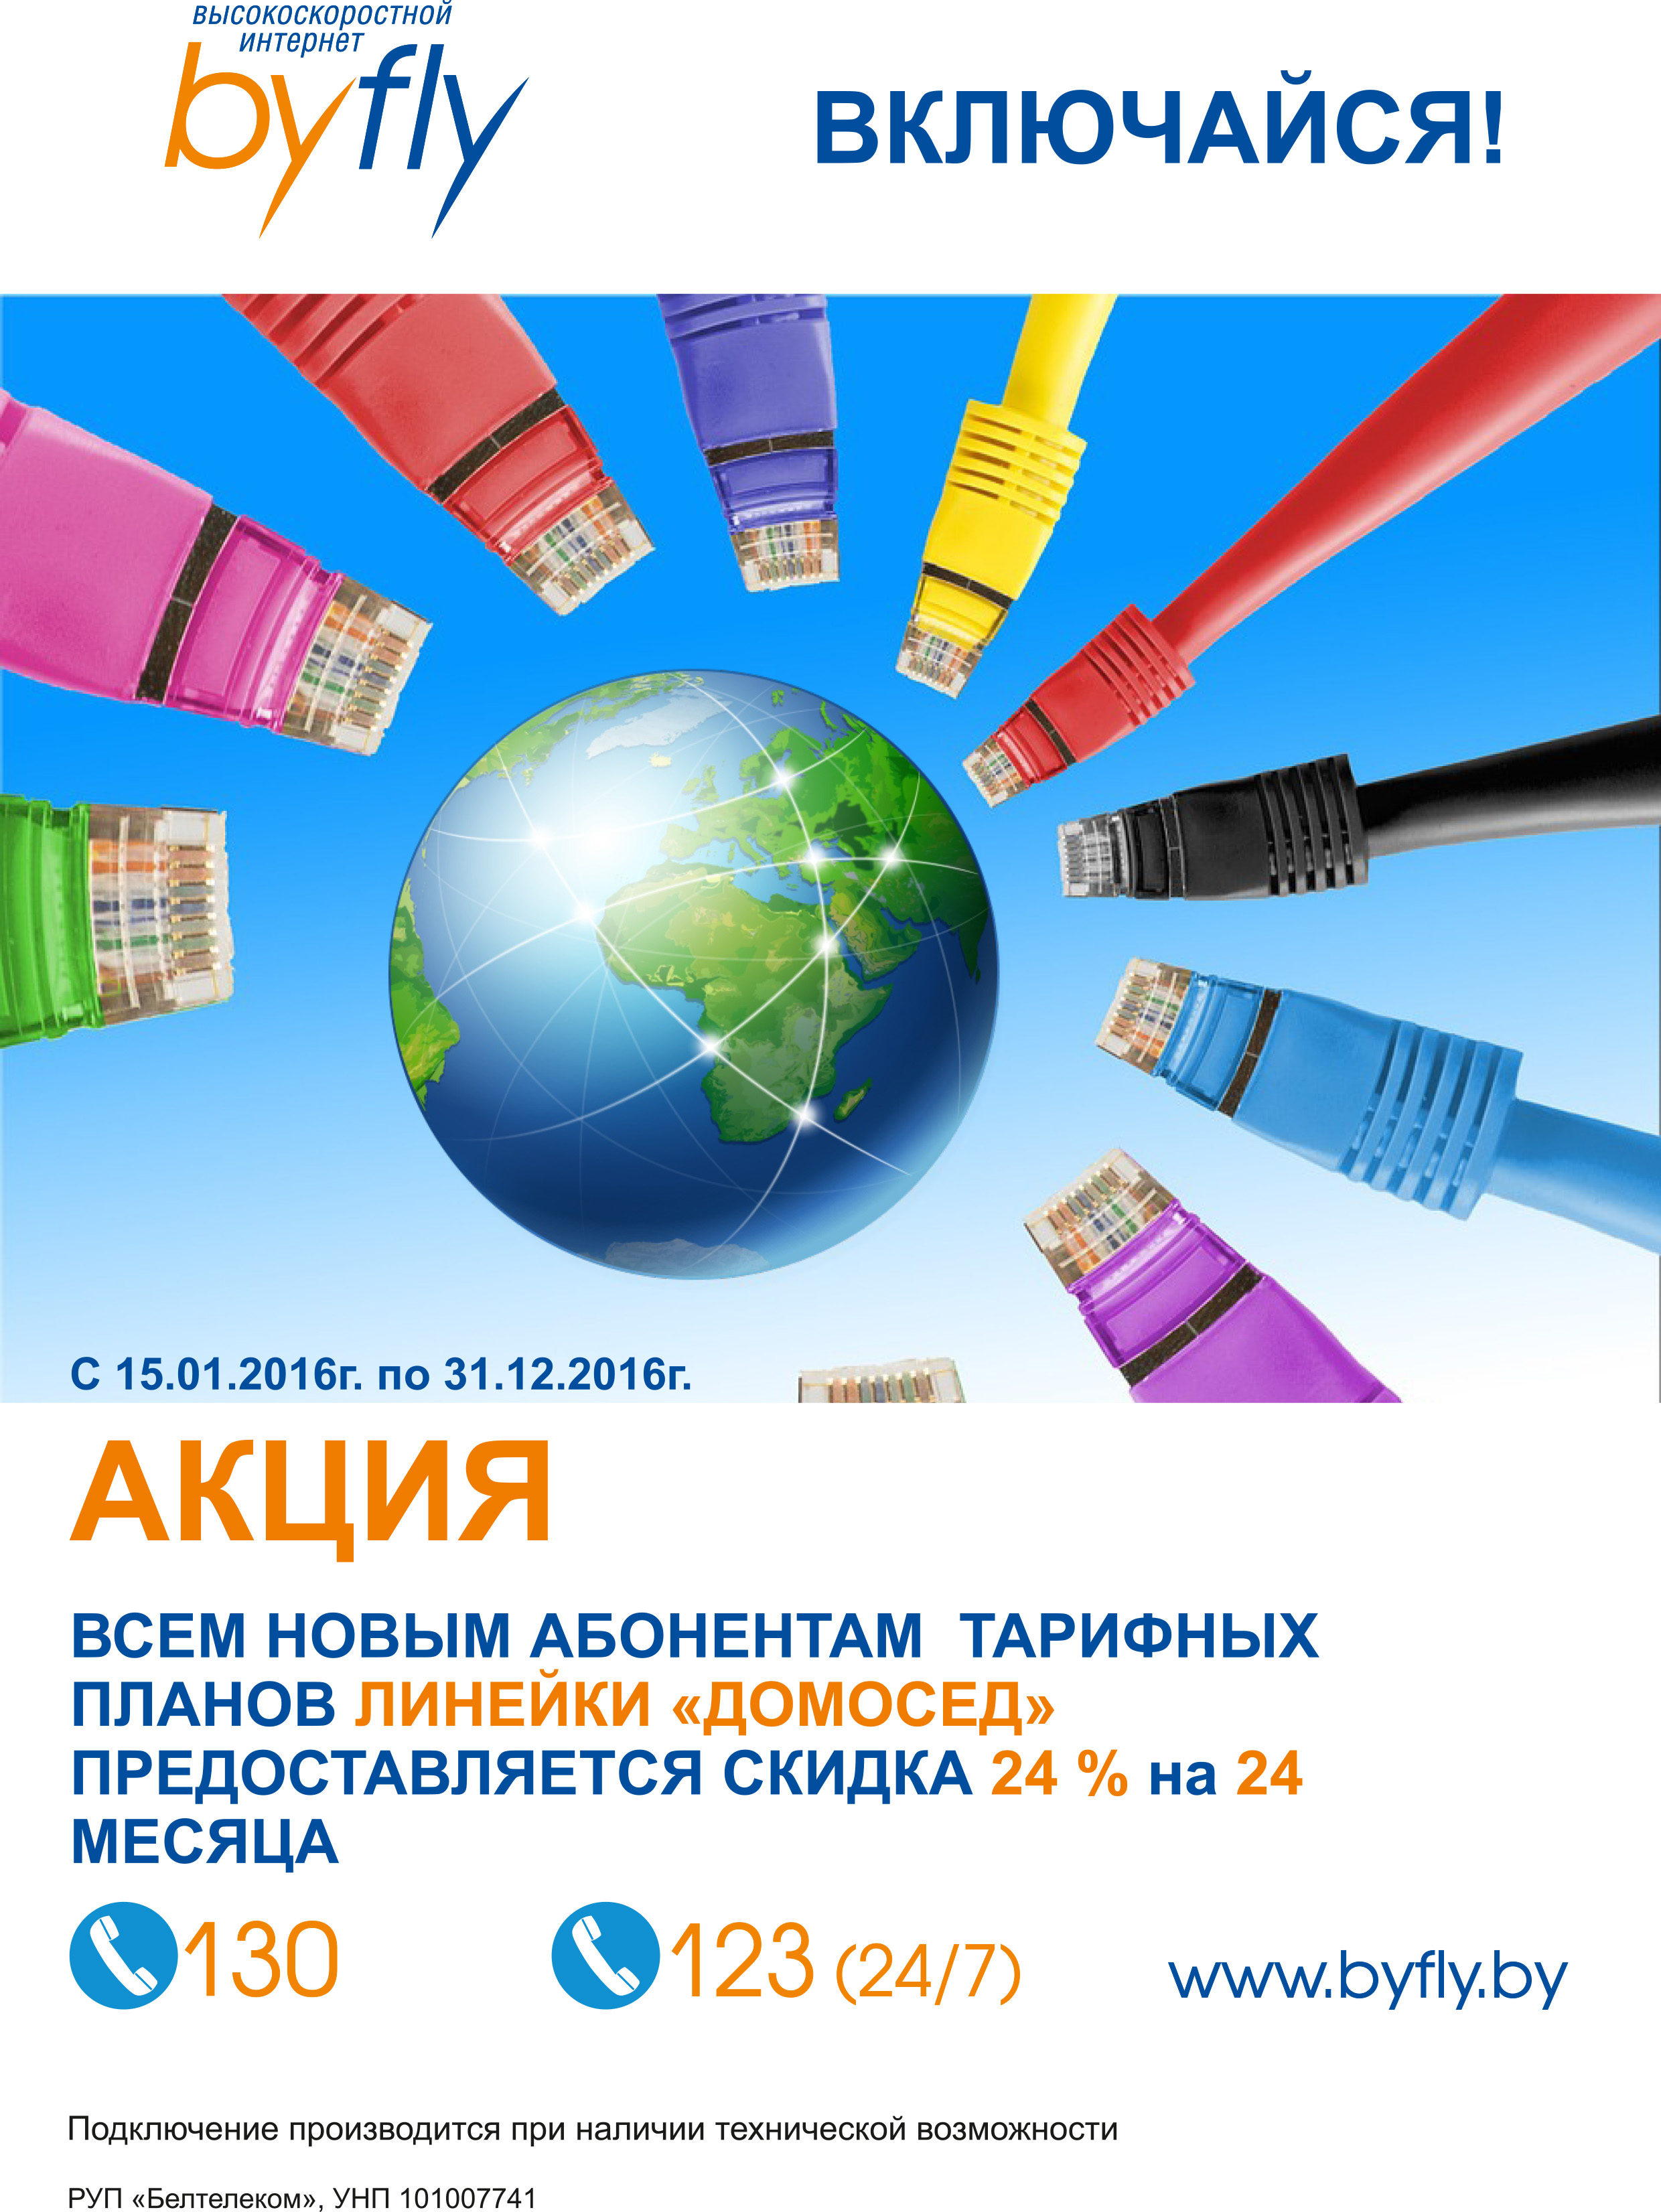 высокоскоростной
интернет
byfly
ВКЛЮЧАЙСЯ!
С 15.01.2016г. по 31.12.2016г.
АКЦИЯ
ВСЕМ НОВЫМ АБОНЕНТАМ ТАРИФНЫХ
ПЛАНОВ ЛИНЕЙКИ «ДОМОСЕД»
ПРЕДОСТАВЛЯЕТСЯ СКИДКА 24 % на 24
МЕСЯЦА
130
123 (24/7)
www.byfly.by
Подключение производится при наличии технической возможности
РУП «Белтелеком», УНП 101007741